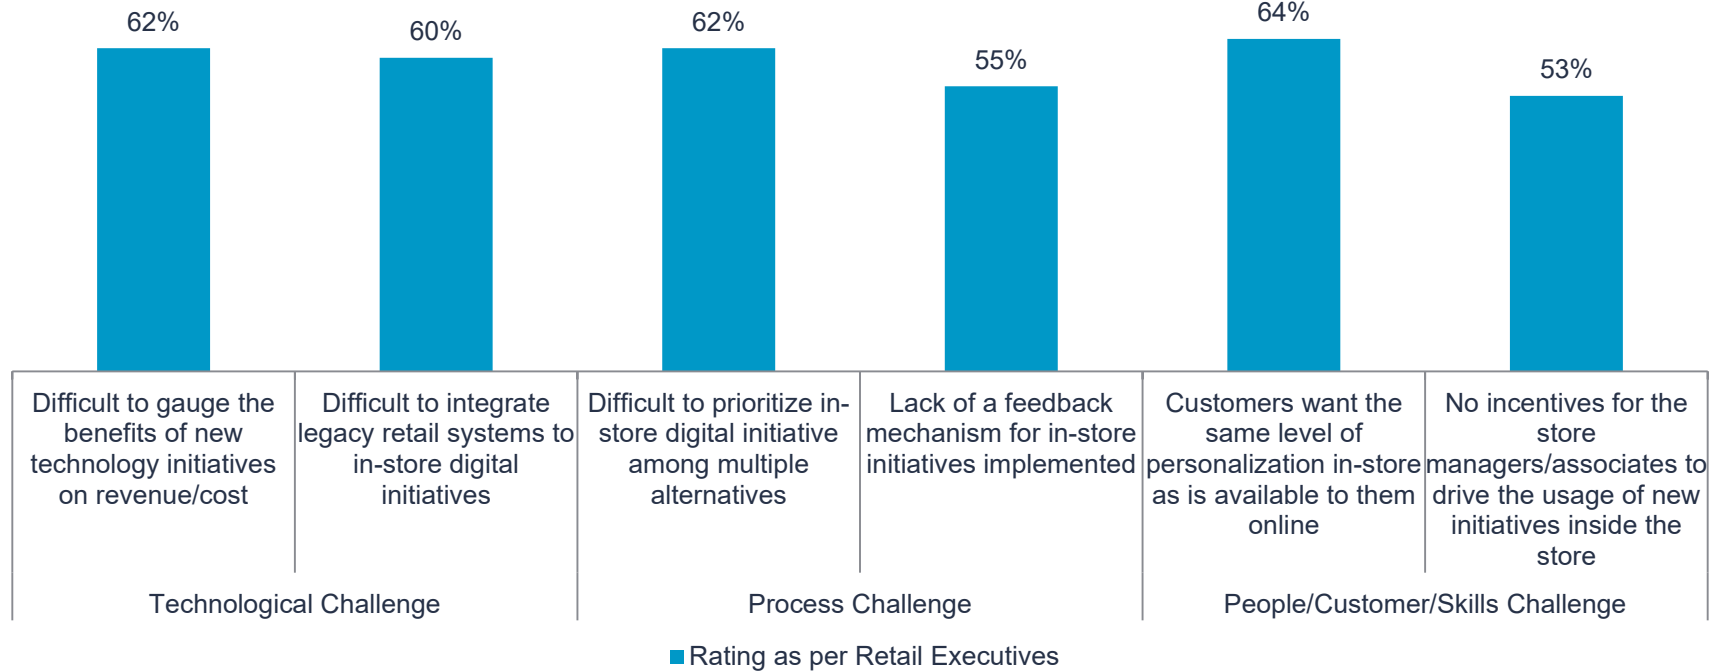 62%
60%
62%
55%
64%
53%
Difficult to gauge the
benefits of new
technology initiatives
on revenue/cost
Difficult to integrate
legacy retail systems to
in-store digital
initiatives
Difficult to prioritize in-
store digital initiative
among multiple
alternatives
Lack of a feedback
mechanism for in-store
initiatives implemented
Customers want the
same level of
personalization in-store
as is available to them
online
No incentives for the
store
managers/associates to
drive the usage of new
initiatives inside the
store
Technological Challenge
Process Challenge
People/Customer/Skills Challenge
Rating as per Retail Executives